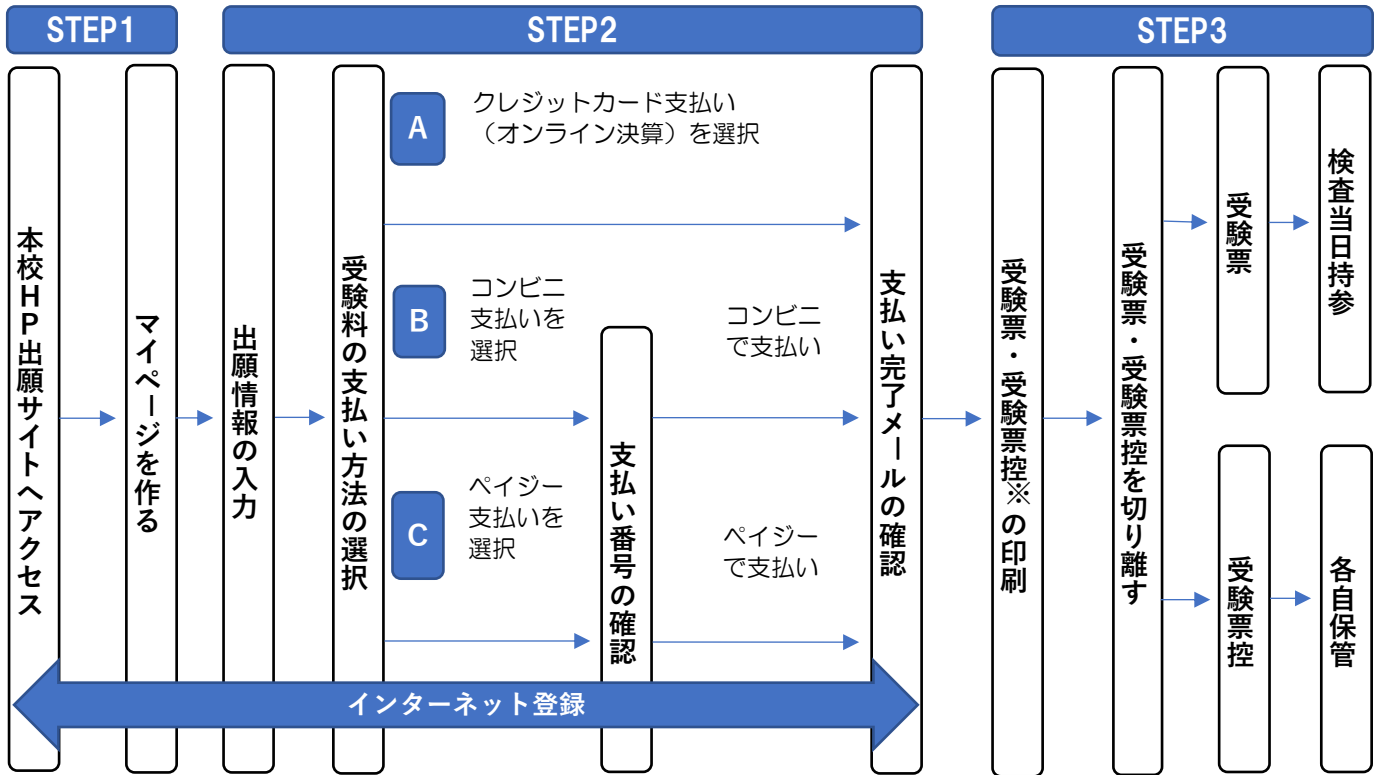 STEP1
STEP2
STEP3
本校HP出願サイトへアクセス
マイページを作る
出願情報の入力
受験料の支払い方法の選択
A
クレジットカード支払い
（オンライン決算）を選択
B
コンビニ
支払いを
選択
C
ペイジー
支払いを
選択
支払い番号の確認
コンビニ
で支払い
ペイジー
で支払い
支払い完了メールの確認
インターネット登録
受験票・受験票控※の印刷
受験票・受験票控を切り離す
受験票
検査当日持参
受験票控
各自保管